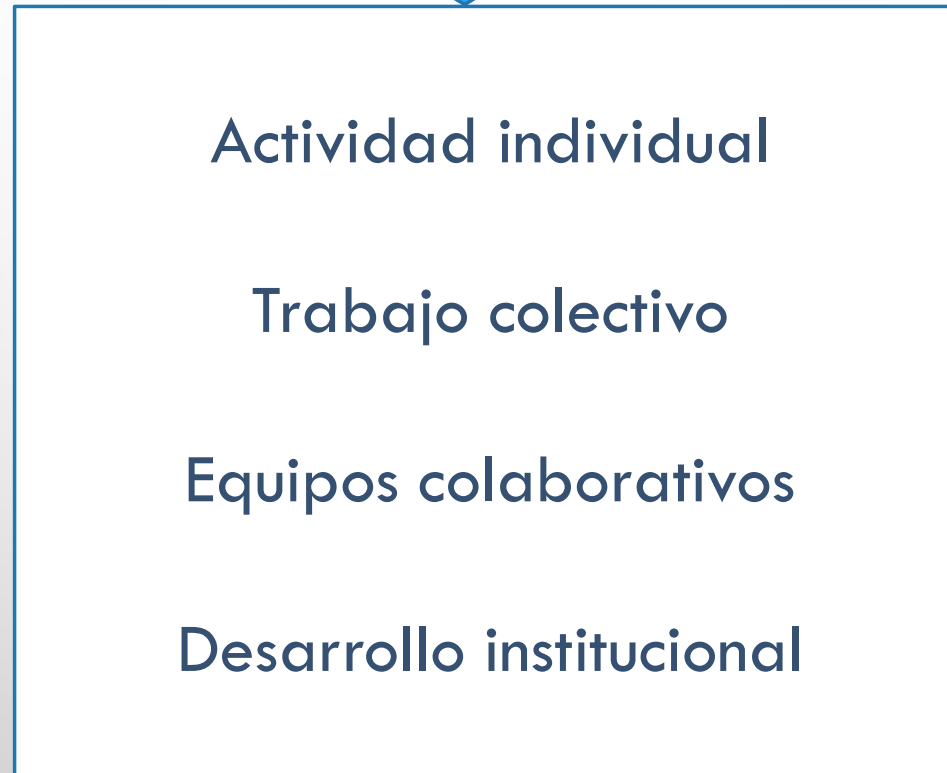 Actividad individual
Trabajo colectivo
Equipos colaborativos
Desarrollo institucional